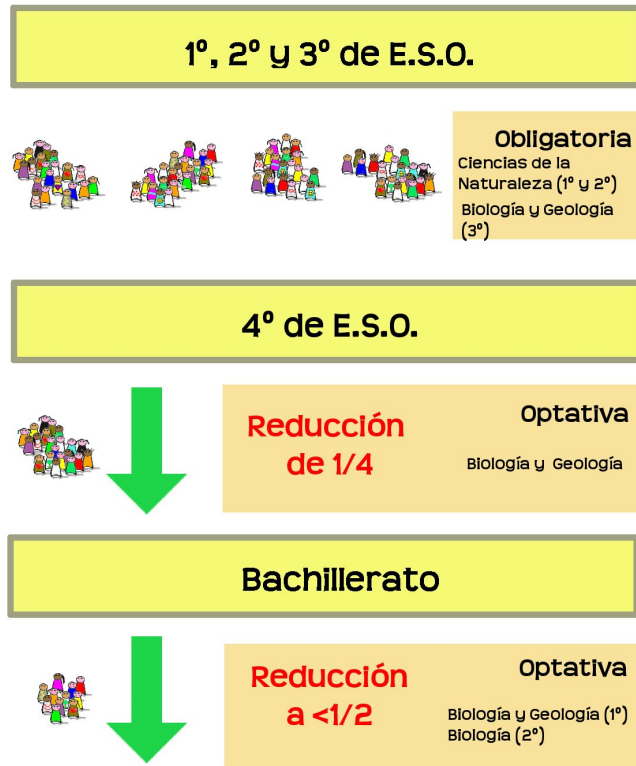 1º, 2º y 3º de E.S.O.
Obligatoria
Ciencias de la
Naturaleza (1º y 2º)
Biología y Geología
(3º)
4º de E.S.O.
Reducción
de 1/4
Optativa
Biología y Geología
Bachillerato
Reducción
a <1/2
Optativa
Biología y Geología (1º)
Biología (2º)